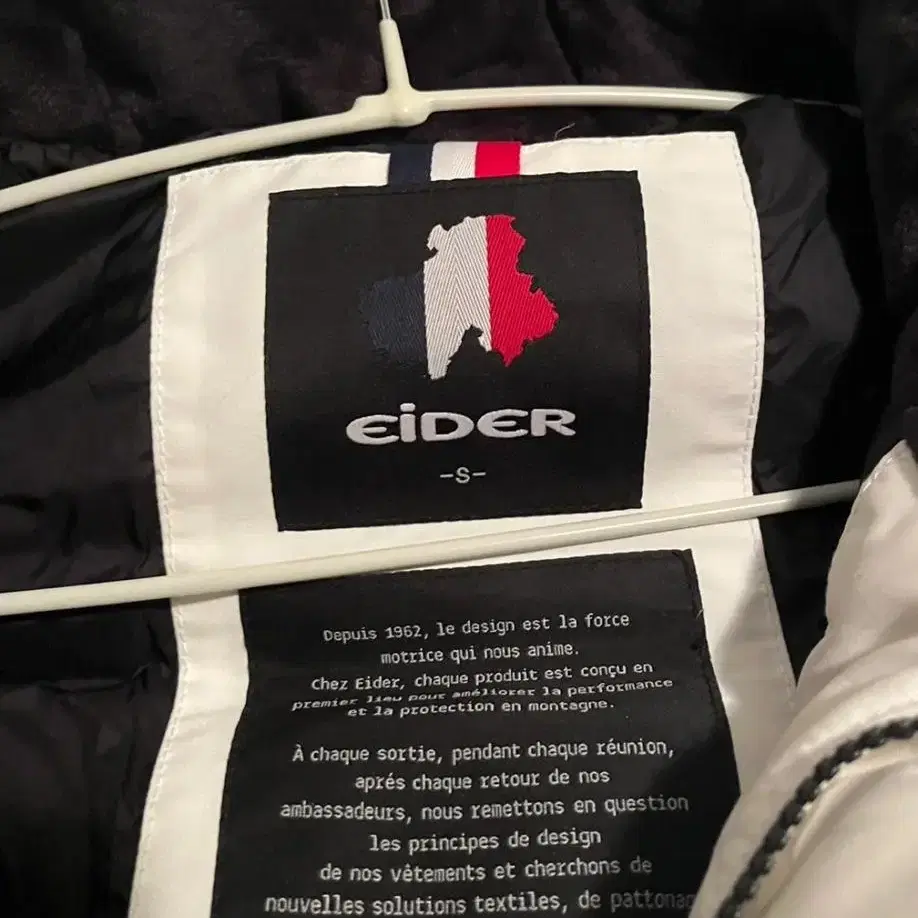 EiDER
-S-
Depuis 1962, le design est la force
motrice qui nous anime.
Chez Eider, chaque produit est conçu en
premier lieu pour améliorer la performance
et la protection en montagne.
À chaque sortie, pendant chaque réunion,
aprés chaque retour de nos
ambassadeurs, nous remettons en question
les principes de design
de nos vêtements et cherchons de
nouvelles solutions textiles, de